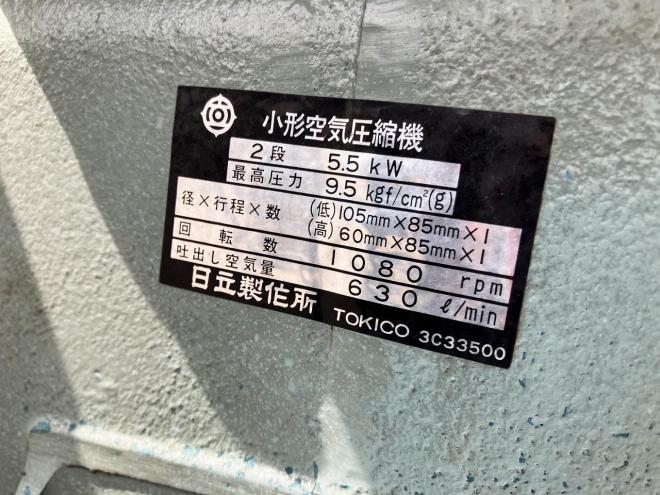 小形空気圧縮機
2段 5.5 kW
最高圧力 9.5 kgf/cm²(g)
径×行程×数 (低)105mm×85mm×1
(高)60mm×85mm×1
回転数 1080 rpm
吐出し空気量 630 ℓ/min
日立製作所 TOKICO 3C33500